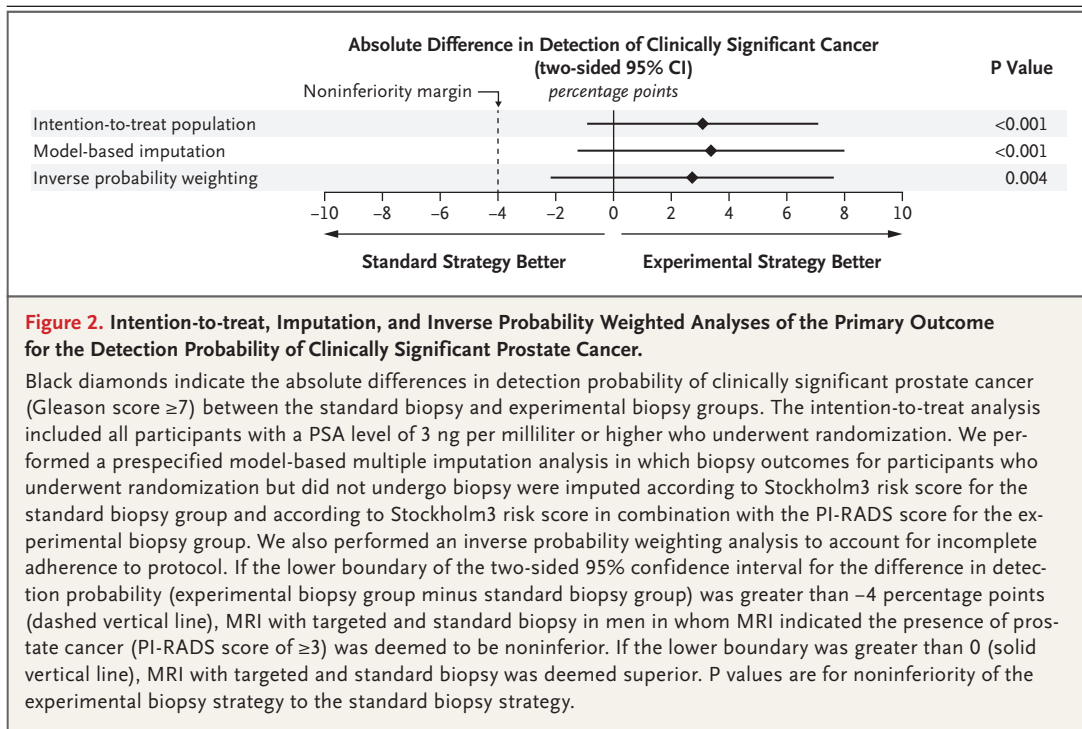 Absolute Difference in Detection of Clinically Significant Cancer
(two-sided 95% CI)
P Value
Noninferiority margin
percentage points
Intention-to-treat population
<0.001
Model-based imputation
<0.001
Inverse probability weighting
0.004
−10 −8 −6 −4 −2 0 2 4 6 8 10
Standard Strategy Better
Experimental Strategy Better
Figure 2. Intention-to-treat, Imputation, and Inverse Probability Weighted Analyses of the Primary Outcome
for the Detection Probability of Clinically Significant Prostate Cancer.
Black diamonds indicate the absolute differences in detection probability of clinically significant prostate cancer
(Gleason score ≥7) between the standard biopsy and experimental biopsy groups. The intention-to-treat analysis
included all participants with a PSA level of 3 ng per milliliter or higher who underwent randomization. We per-
formed a prespecified model-based multiple imputation analysis in which biopsy outcomes for participants who
underwent randomization but did not undergo biopsy were imputed according to Stockholm3 risk score for the
standard biopsy group and according to Stockholm3 risk score in combination with the PI-RADS score for the ex-
perimental biopsy group. We also performed an inverse probability weighting analysis to account for incomplete
adherence to protocol. If the lower boundary of the two-sided 95% confidence interval for the difference in detec-
tion probability (experimental biopsy group minus standard biopsy group) was greater than −4 percentage points
(dashed vertical line), MRI with targeted and standard biopsy in men in whom MRI indicated the presence of pros-
tate cancer (PI-RADS score of ≥3) was deemed to be noninferior. If the lower boundary was greater than 0 (solid
vertical line), MRI with targeted and standard biopsy was deemed superior. P values are for noninferiority of the
experimental biopsy strategy to the standard biopsy strategy.